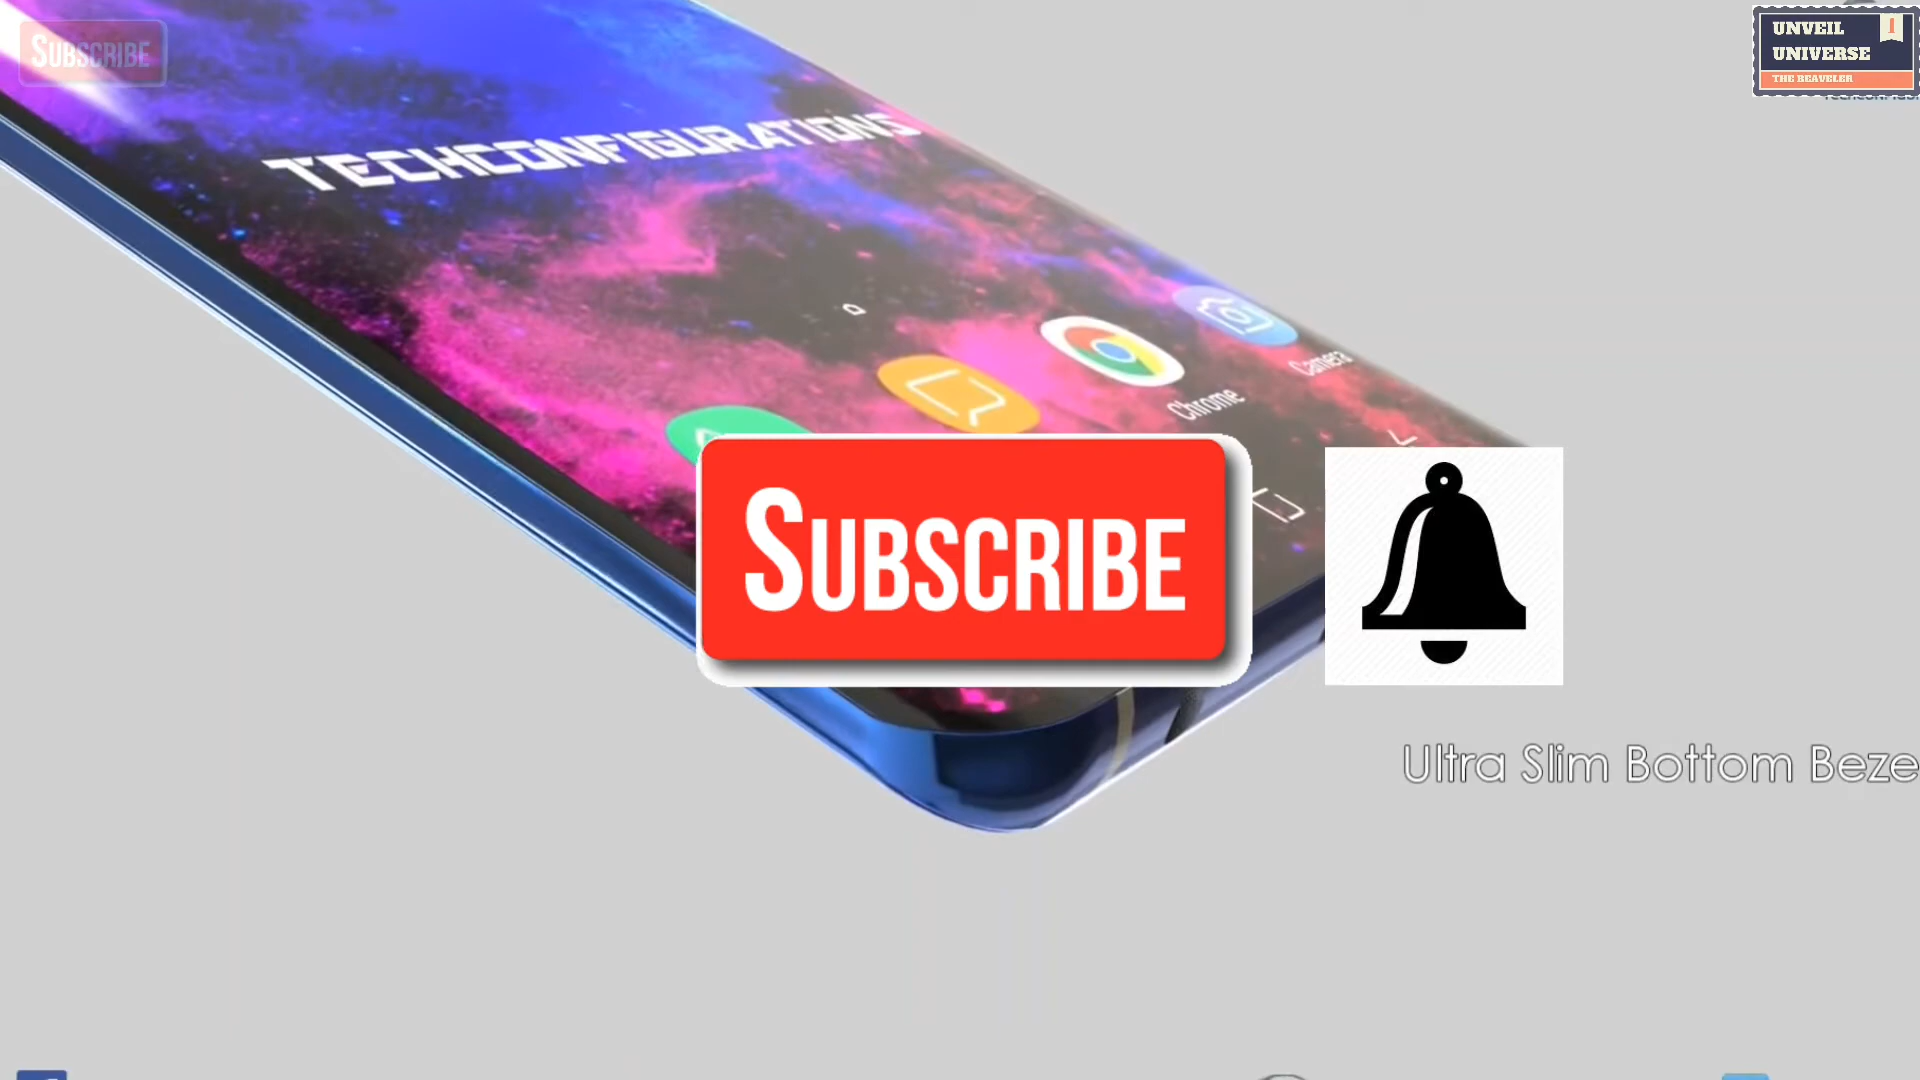 SUBSCRIBE
UNVEIL
UNIVERSE
THE BEAVELER
TECHCONFIGURATIONS
Camera
Chrome
SUBSCRIBE
Ultra Slim Bottom Beze